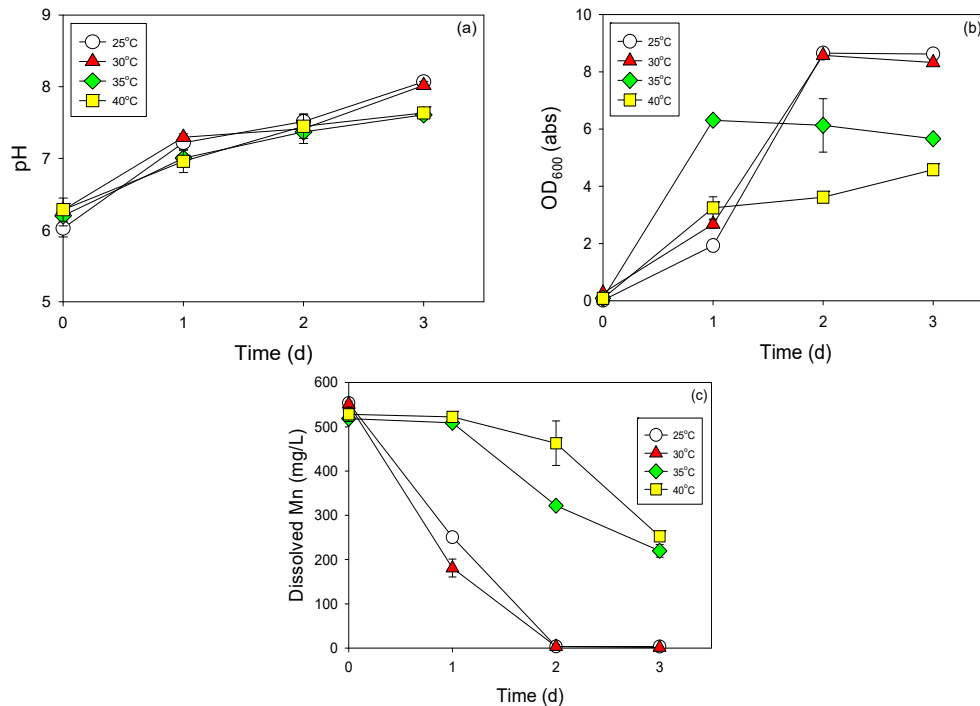 (a)
25°C
30°C
35°C
40°C
pH
9
8
7
6
5
0 1 2 3
Time (d)
(b)
25°C
30°C
35°C
40°C
OD600 (abs)
10
8
6
4
2
0
0 1 2 3
Time (d)
(c)
25°C
30°C
35°C
40°C
Dissolved Mn (mg/L)
600
500
400
300
200
100
0
0 1 2 3
Time (d)